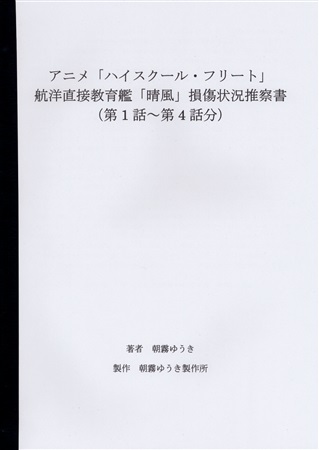 アニメ「ハイスクール・フリート」
航洋直接教育艦「晴風」損傷状況推察書
（第１話～第４話分）
著者　朝霧ゆうき
製作　朝霧ゆうき製作所